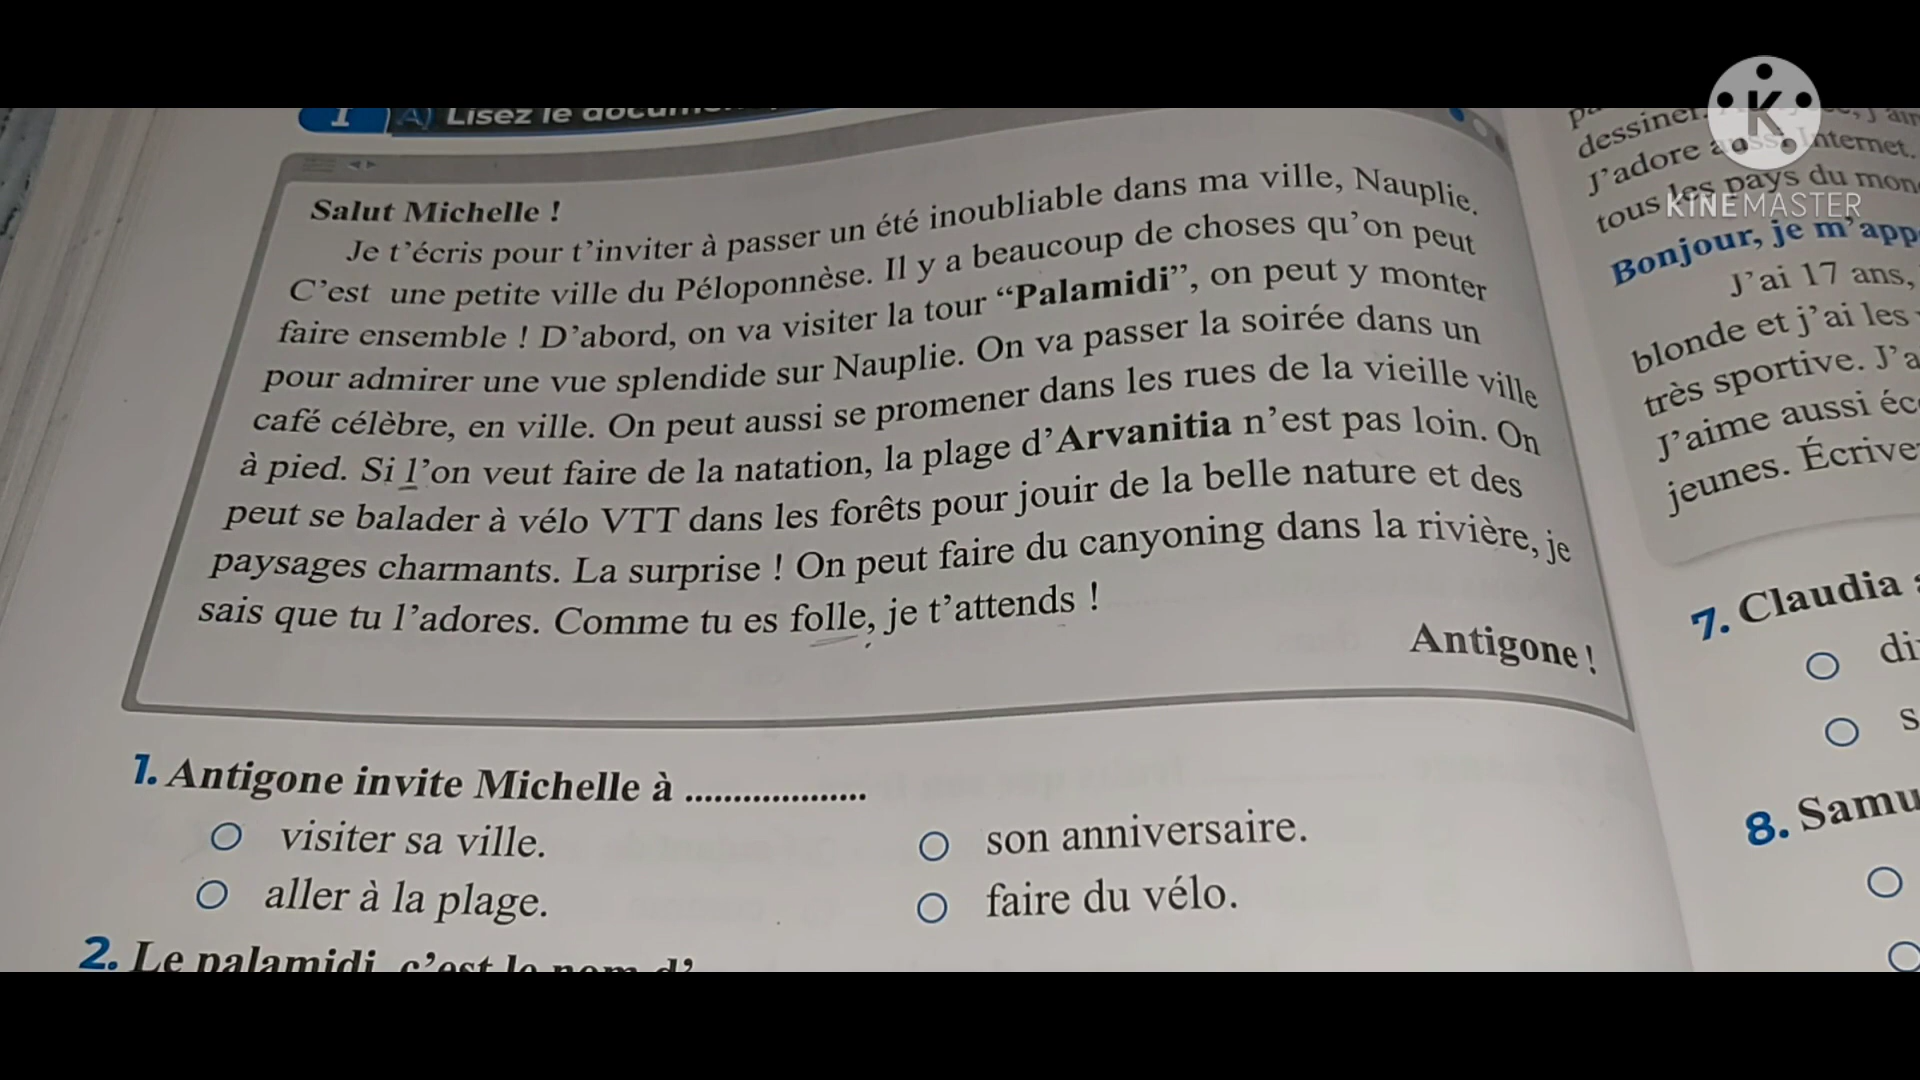 1 A) Lisez le
Salut Michelle !
Je t'écris pour t'inviter à passer un été inoubliable dans ma ville, Nauplie.
C'est une petite ville du Péloponnèse. Il y a beaucoup de choses qu'on peut
faire ensemble ! D'abord, on va visiter la tour “Palamidi”, on peut y monter
pour admirer une vue splendide sur Nauplie. On va passer la soirée dans un
café célèbre, en ville. On peut aussi se promener dans les rues de la vieille ville
à pied. Si l'on veut faire de la natation, la plage d'Arvanitia n'est pas loin. On
peut se balader à vélo VTT dans les forêts pour jouir de la belle nature et des
paysages charmants. La surprise ! On peut faire du canyoning dans la rivière, je
sais que tu l'adores. Comme tu es folle, je t'attends !
Antigone !
1. Antigone invite Michelle à ...................
visiter sa ville.
son anniversaire.
aller à la plage.
faire du vélo.
2. Le palamidi, c'est le nom d'
dessiner.
J'adore aussi Internet.
tous les pays du mon
Bonjour, je m'app
J'ai 17 ans,
blonde et j'ai les
très sportive. J'a
J'aime aussi éc
jeunes. Écrive
7. Claudia
di
s
8. Samu
K
KINEMASTER